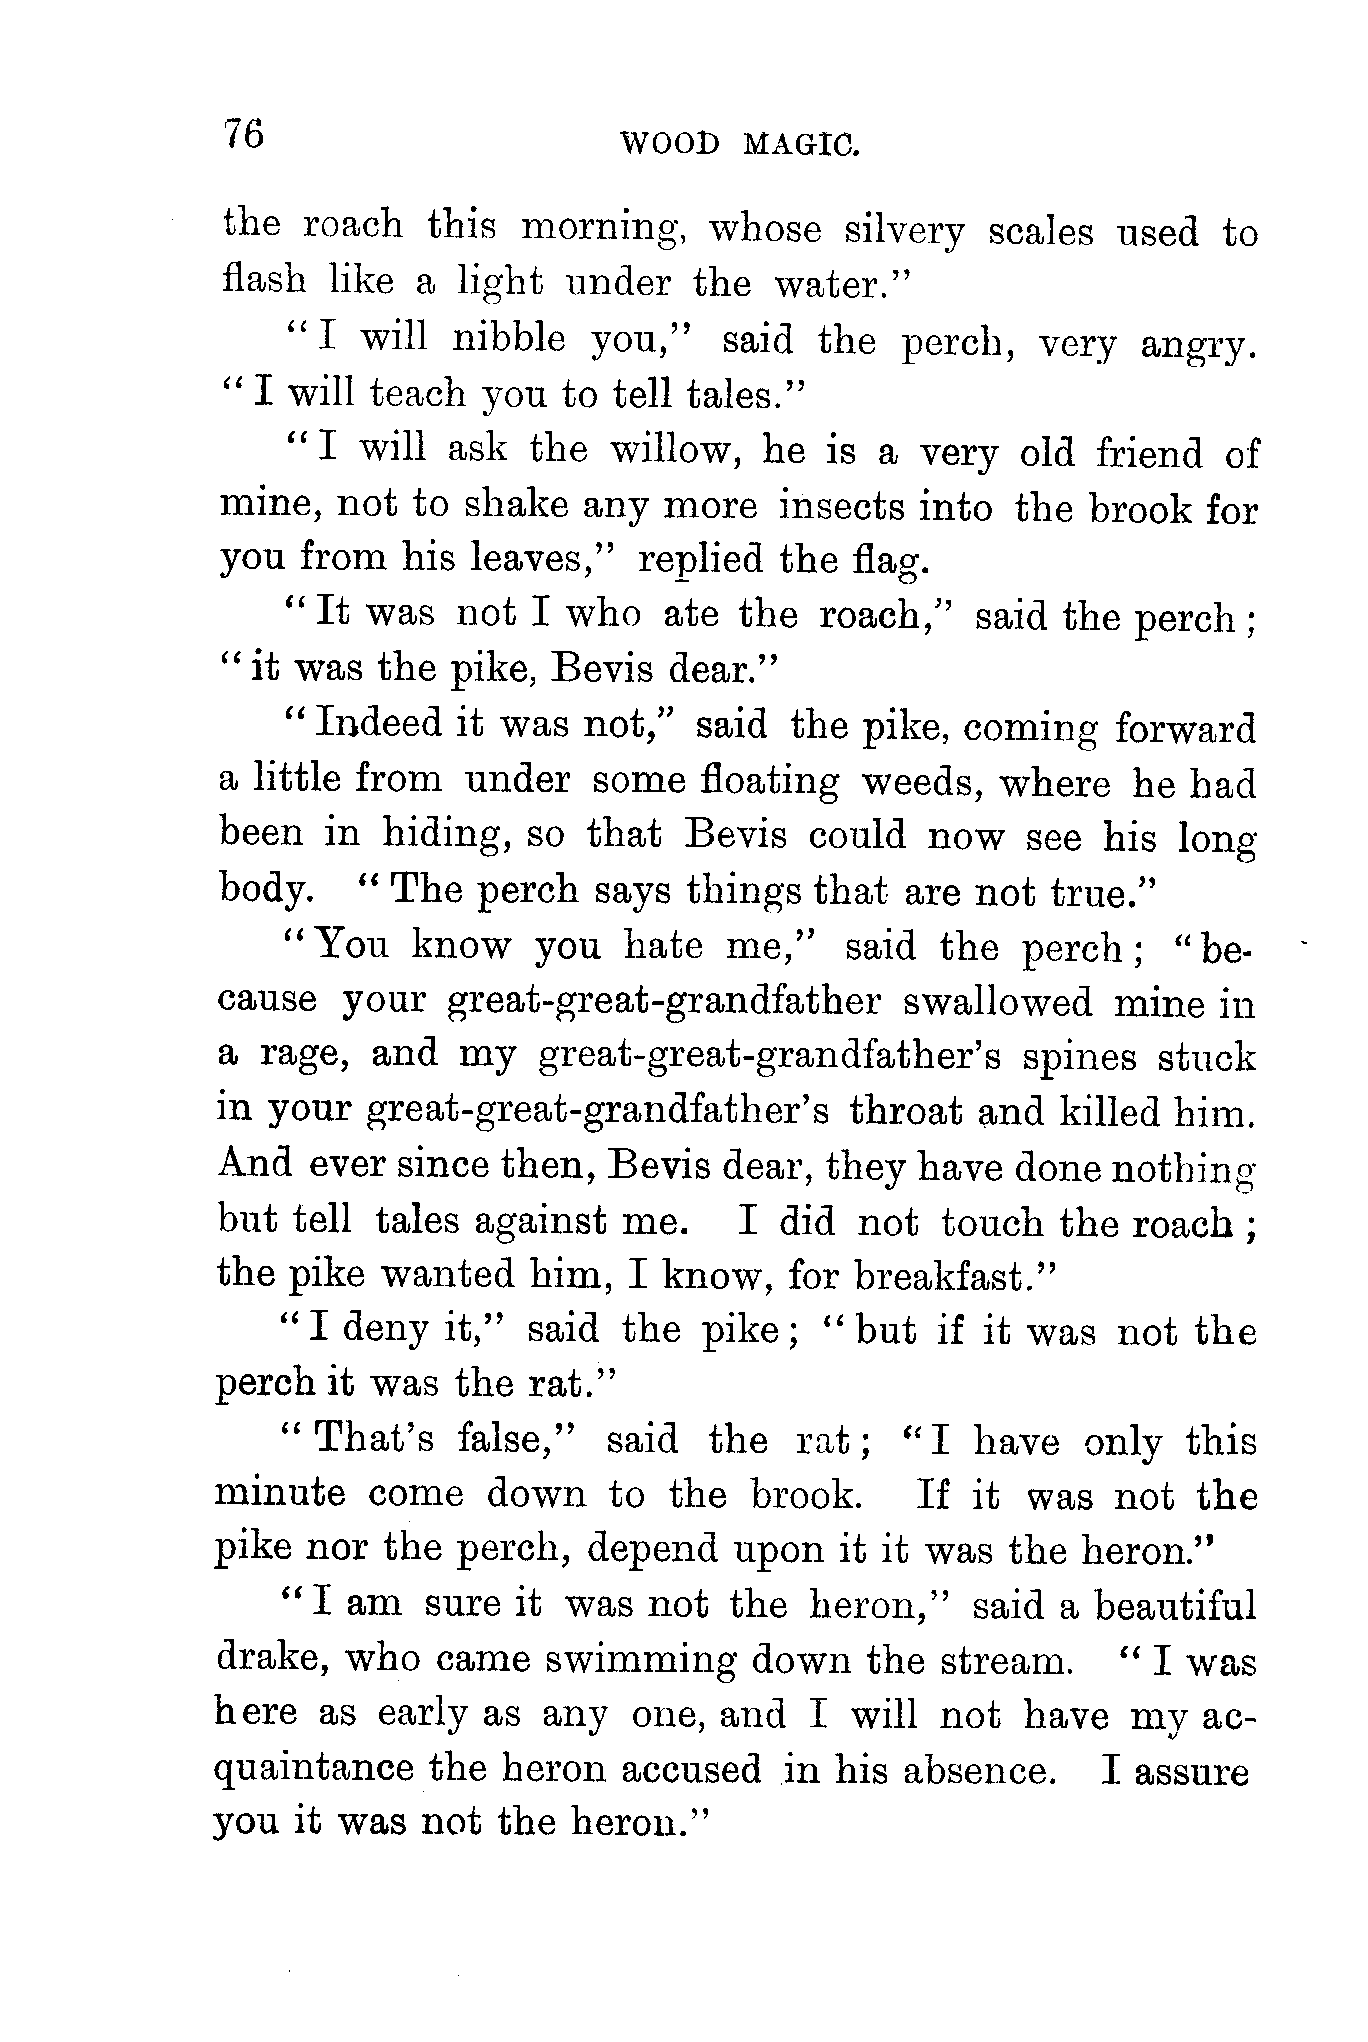 76 WOOD MAGIC.
the roach this morning, whose silvery scales used to
flash like a light under the water."
"I will nibble you," said the perch, very angry.
"I will teach you to tell tales."
"I will ask the willow, he is a very old friend of
mine, not to shake any more insects into the brook for
you from his leaves," replied the flag.
"It was not I who ate the roach," said the perch;
"it was the pike, Bevis dear."
"Indeed it was not," said the pike, coming forward
a little from under some floating weeds, where he had
been in hiding, so that Bevis could now see his long
body. "The perch says things that are not true."
"You know you hate me," said the perch; "be-
cause your great-great-grandfather swallowed mine in
a rage, and my great-great-grandfather's spines stuck
in your great-great-grandfather's throat and killed him.
And ever since then, Bevis dear, they have done nothing
but tell tales against me. I did not touch the roach;
the pike wanted him, I know, for breakfast."
"I deny it," said the pike; "but if it was not the
perch it was the rat."
"That's false," said the rat; "I have only this
minute come down to the brook. If it was not the
pike nor the perch, depend upon it it was the heron."
"I am sure it was not the heron," said a beautiful
drake, who came swimming down the stream. "I was
here as early as any one, and I will not have my ac-
quaintance the heron accused in his absence. I assure
you it was not the heron."